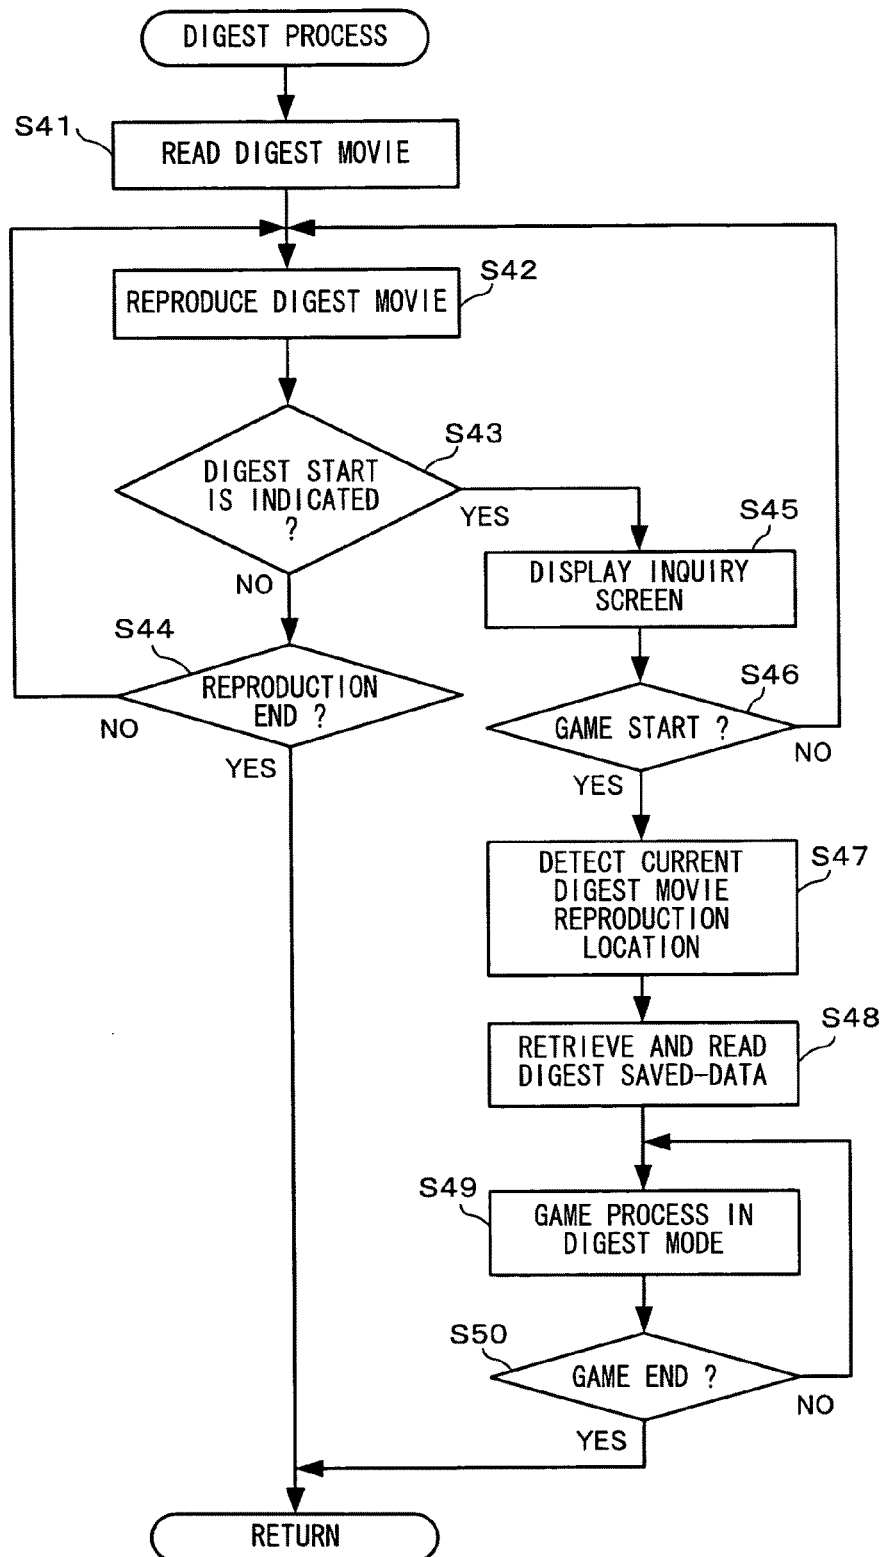 DIGEST PROCESS
S41
READ DIGEST MOVIE
S42
REPRODUCE DIGEST MOVIE
S43
DIGEST START
IS INDICATED
?
YES
NO
S44
REPRODUCTION
END ?
NO
YES
S45
DISPLAY INQUIRY
SCREEN
S46
GAME START ?
NO
YES
S47
DETECT CURRENT
DIGEST MOVIE
REPRODUCTION
LOCATION
S48
RETRIEVE AND READ
DIGEST SAVED-DATA
S49
GAME PROCESS IN
DIGEST MODE
S50
GAME END ?
NO
YES
RETURN